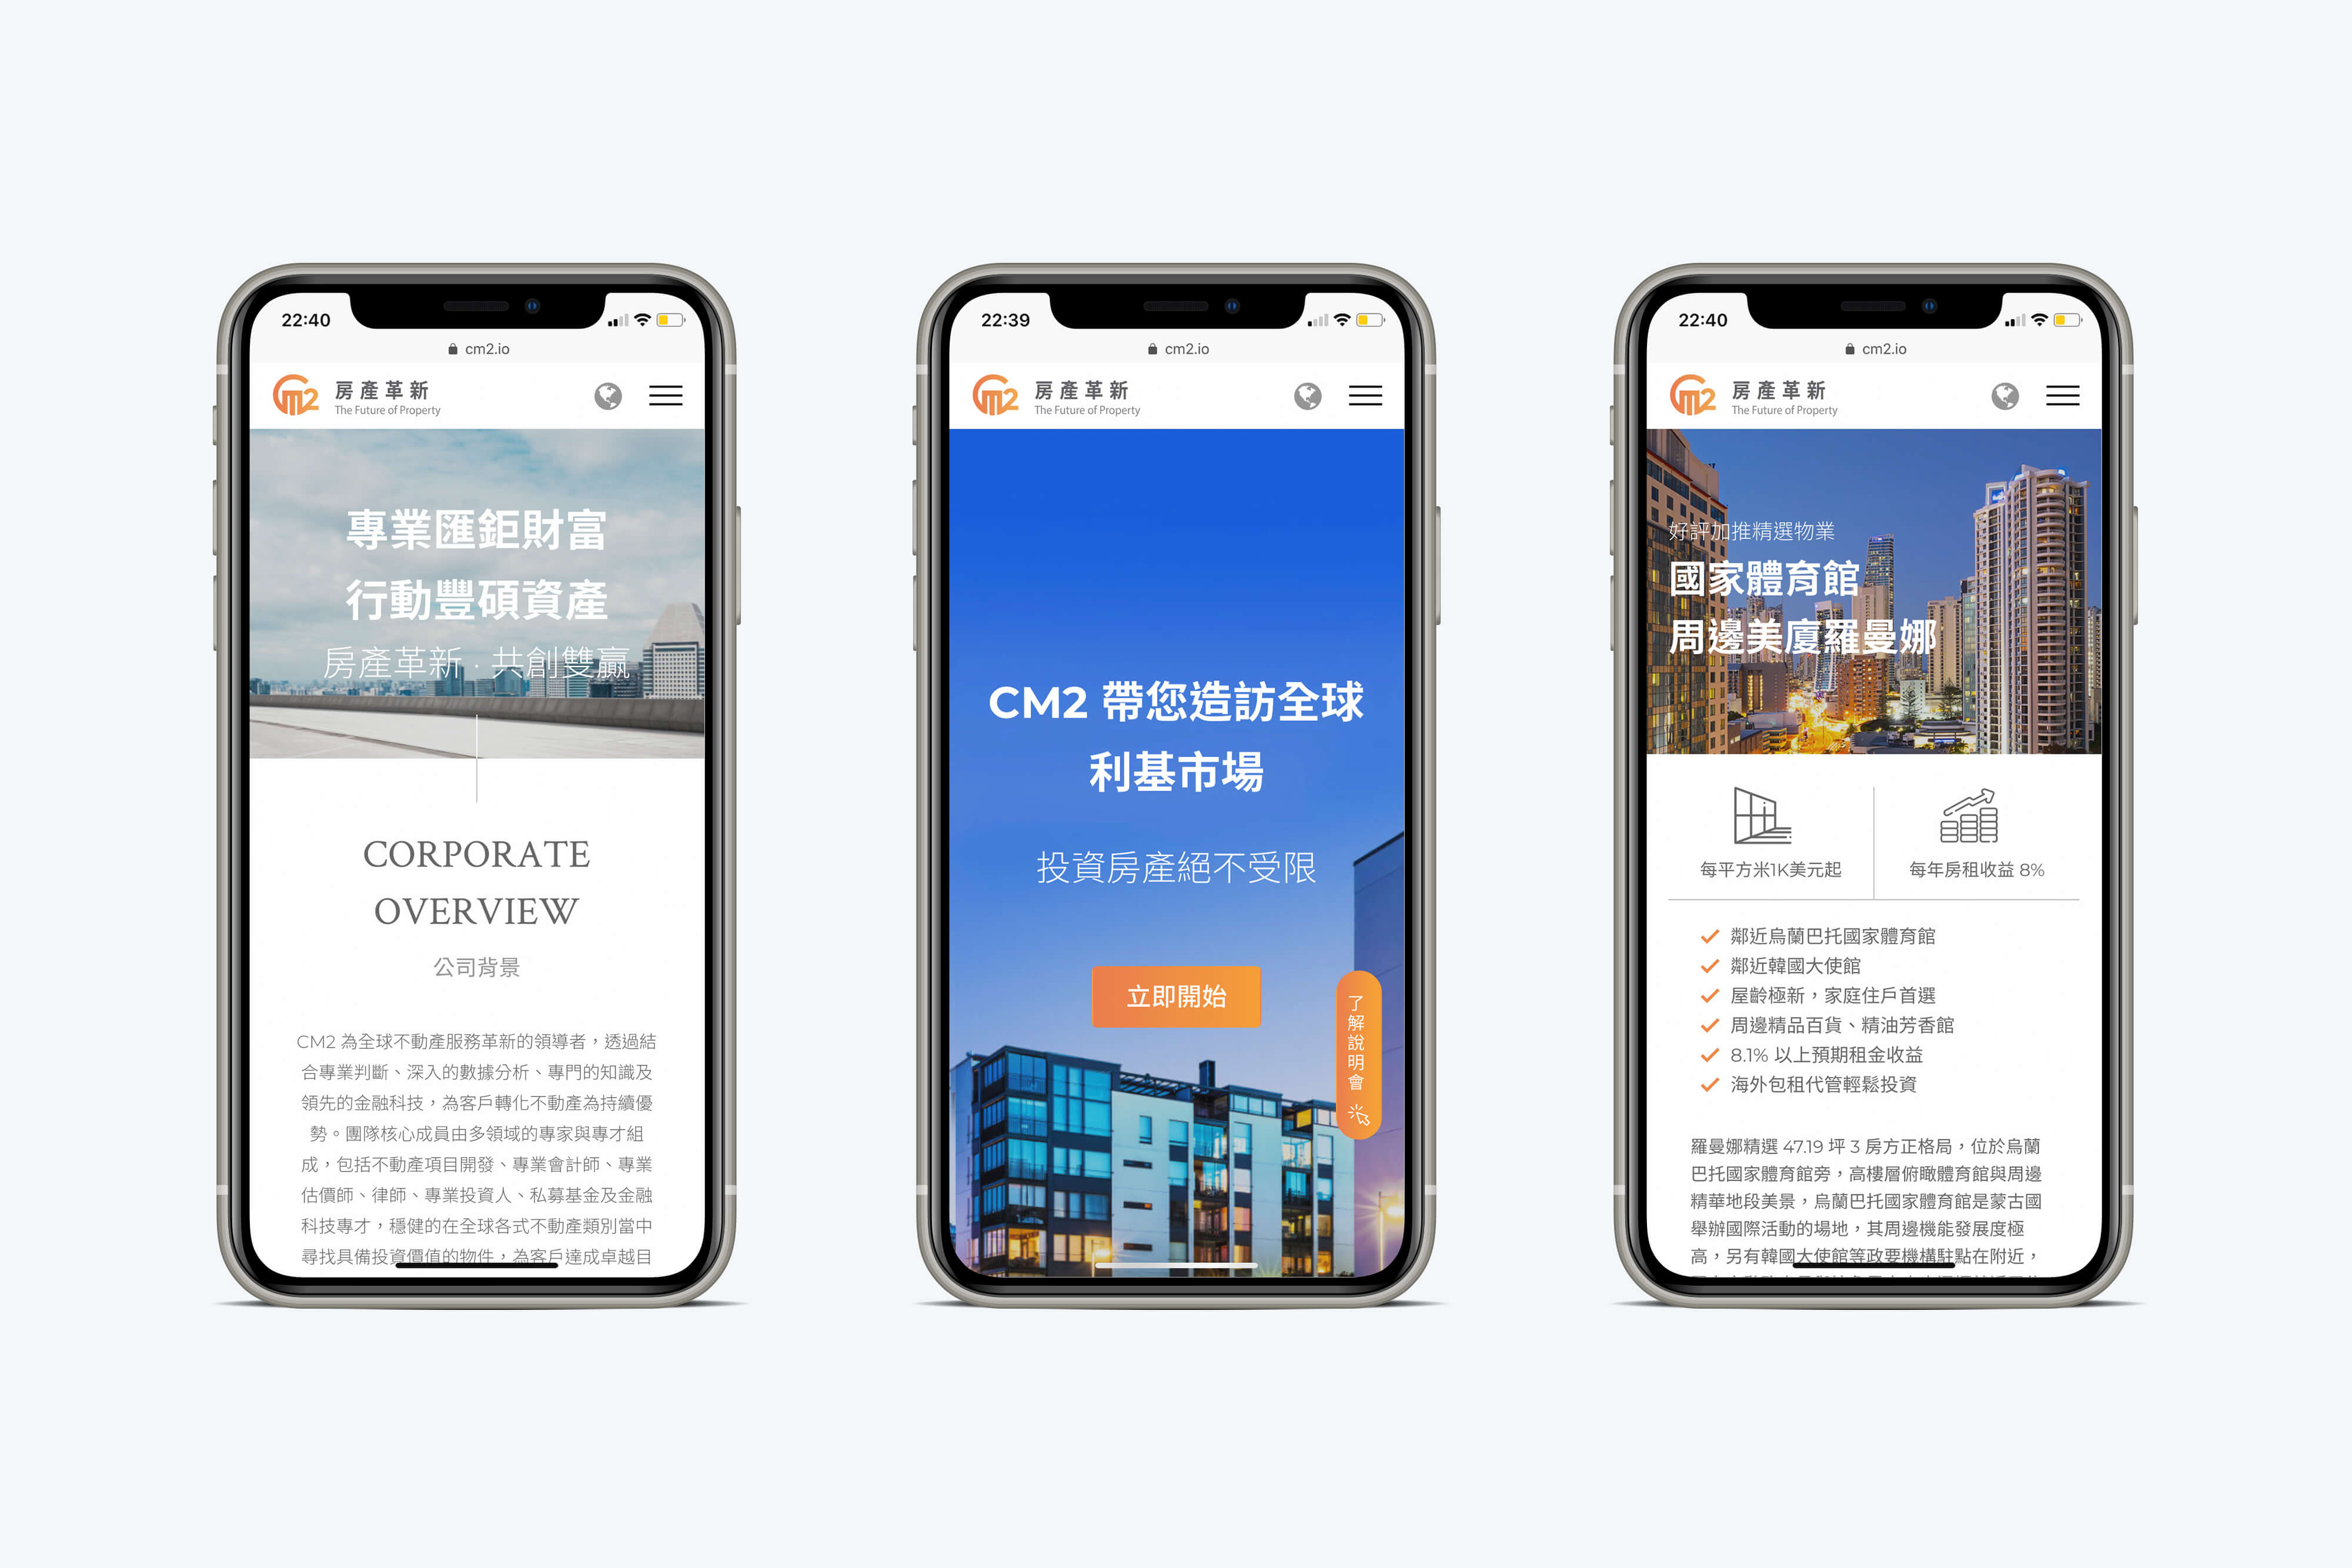 22:40
cm2.io
CM2 房產革新
The Future of Property
專業匯鉅財富
行動豐碩資產
房產革新 · 共創雙贏
CORPORATE
OVERVIEW
公司背景
CM2 為全球不動產服務革新的領導者，透過結
合專業判斷、深入的數據分析、專門的知識及
領先的金融科技，為客戶轉化不動產為持續優
勢。團隊核心成員由多領域的專家與專才組
成，包括不動產項目開發、專業會計師、專業
估價師、律師、專業投資人、私募基金及金融
科技專才，穩健的在全球各式不動產類別當中
尋找具備投資價值的物件，為客戶達成卓越目
22:39
cm2.io
CM2 房產革新
The Future of Property
CM2 帶您造訪全球
利基市場
投資房產絕不受限
立即開始
了解說明會
22:40
cm2.io
CM2 房產革新
The Future of Property
好評加推精選物業
國家體育館
周邊美廈羅曼娜
每平方米1K美元起
每年房租收益 8%
鄰近烏蘭巴托國家體育館
鄰近韓國大使館
屋齡極新，家庭住戶首選
周邊精品百貨、精油芳香館
8.1% 以上預期租金收益
海外包租代管輕鬆投資
羅曼娜精選 47.19 坪 3 房方正格局，位於烏蘭
巴托國家體育館旁，高樓層俯瞰體育館與周邊
精華地段美景，烏蘭巴托國家體育館是蒙古國
舉辦國際活動的場地，其周邊機能發展度極
高，另有韓國大使館等政要機構駐點在附近，